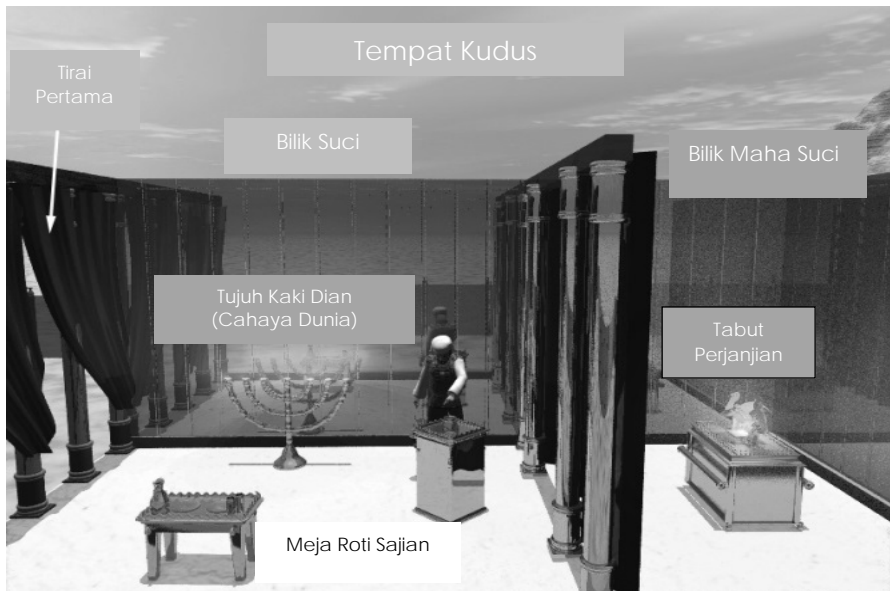 Tempat Kudus
Tirai
Pertama
Bilik Suci
Bilik Maha Suci
Tujuh Kaki Dian
(Cahaya Dunia)
Tabut
Perjanjian
Meja Roti Sajian